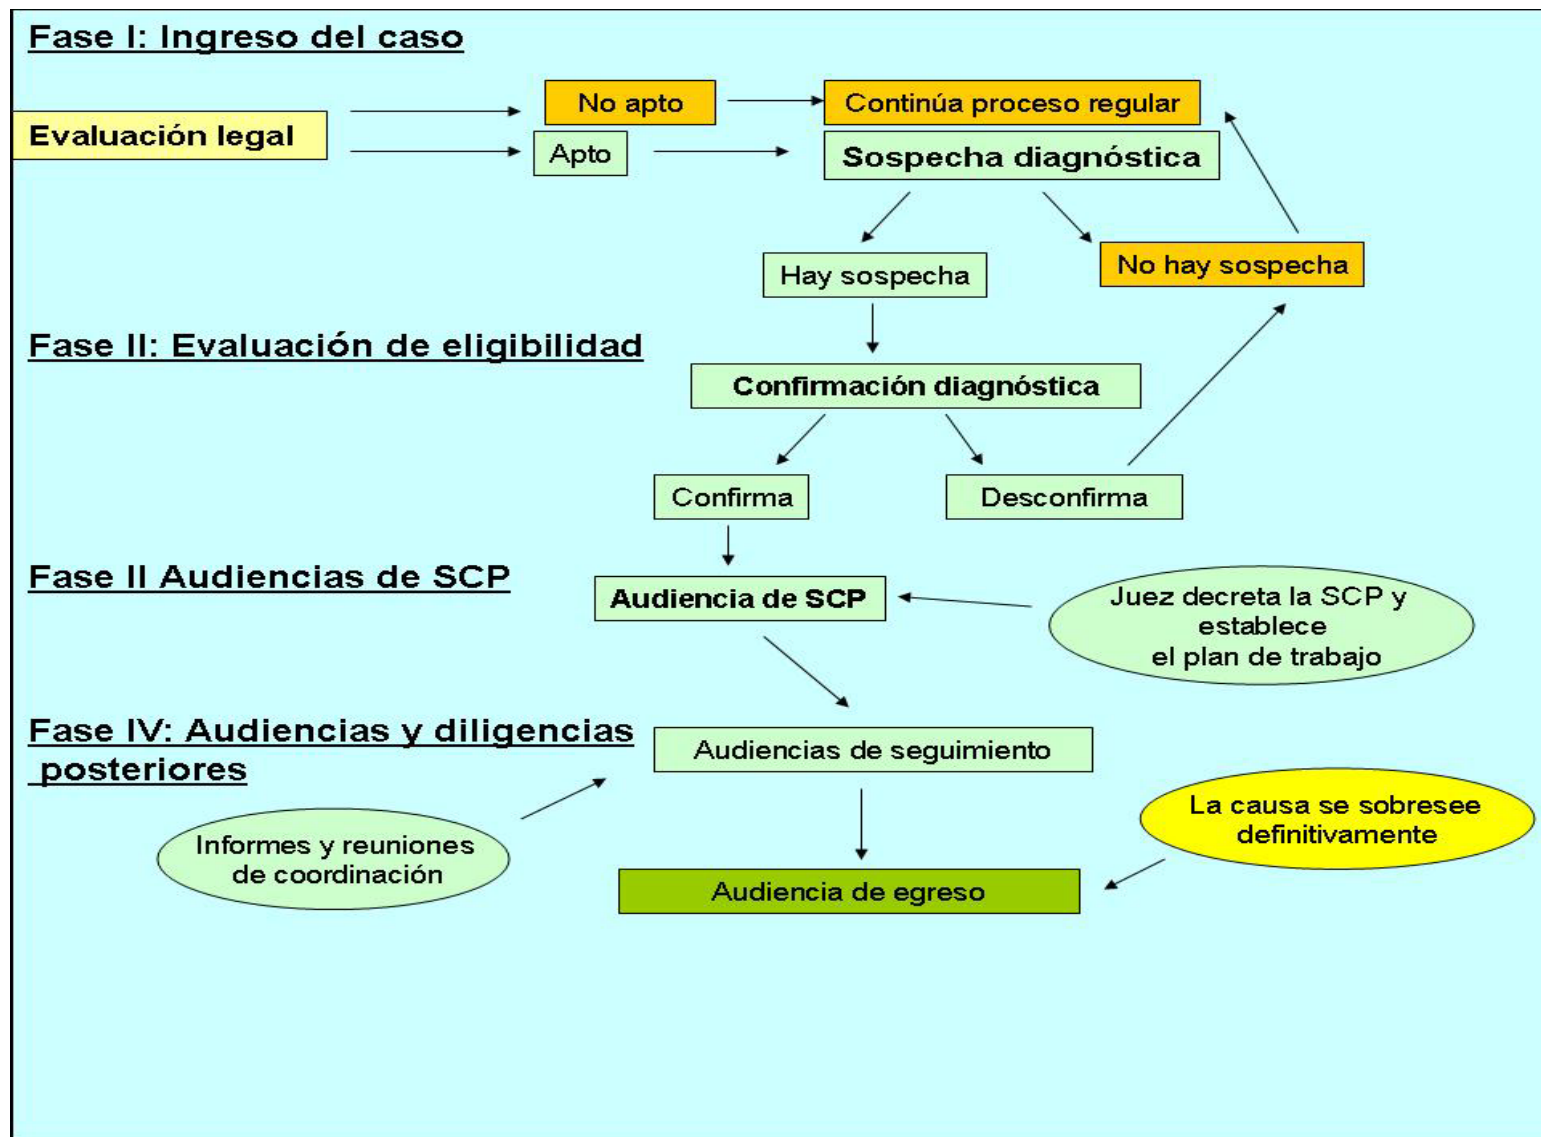 Fase I: Ingreso del caso
No apto
Continúa proceso regular
Evaluación legal
Apto
Sospecha diagnóstica
Hay sospecha
No hay sospecha
Fase II: Evaluación de eligibilidad
Confirmación diagnóstica
Confirma
Desconfirma
Fase II Audiencias de SCP
Audiencia de SCP
Juez decreta la SCP y
establece
el plan de trabajo
Fase IV: Audiencias y diligencias
posteriores
Audiencias de seguimiento
Informes y reuniones
de coordinación
La causa se sobresee
definitivamente
Audiencia de egreso